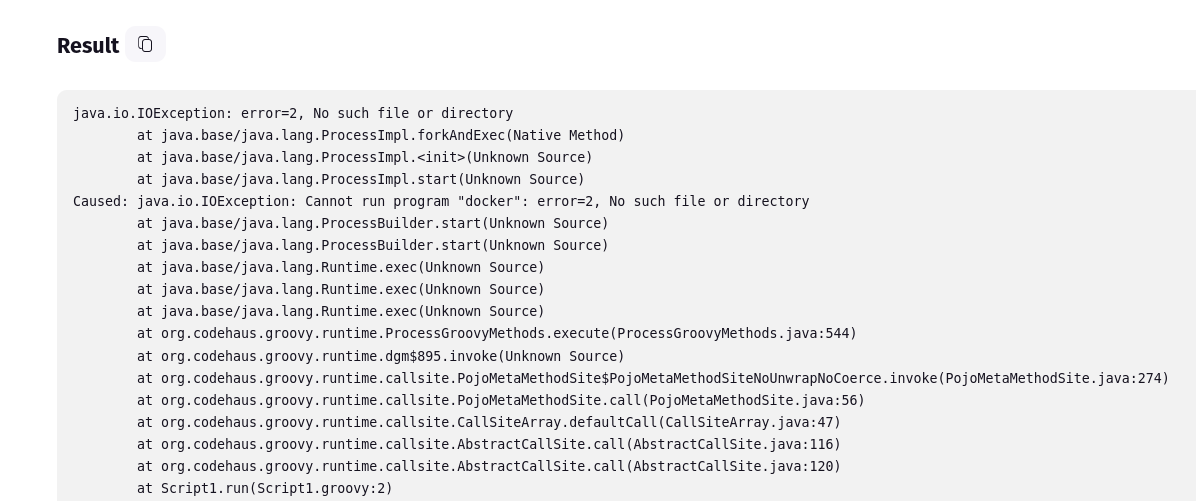 Result
java.io.IOException: error=2, No such file or directory
	at java.base/java.lang.ProcessImpl.forkAndExec(Native Method)
	at java.base/java.lang.ProcessImpl.<init>(Unknown Source)
	at java.base/java.lang.ProcessImpl.start(Unknown Source)
Caused: java.io.IOException: Cannot run program "docker": error=2, No such file or directory
	at java.base/java.lang.ProcessBuilder.start(Unknown Source)
	at java.base/java.lang.ProcessBuilder.start(Unknown Source)
	at java.base/java.lang.Runtime.exec(Unknown Source)
	at java.base/java.lang.Runtime.exec(Unknown Source)
	at java.base/java.lang.Runtime.exec(Unknown Source)
	at org.codehaus.groovy.runtime.ProcessGroovyMethods.execute(ProcessGroovyMethods.java:544)
	at org.codehaus.groovy.runtime.dgm$895.invoke(Unknown Source)
	at org.codehaus.groovy.runtime.callsite.PojoMetaMethodSite$PojoMetaMethodSiteNoUnwrapNoCoerce.invoke(PojoMetaMethodSite.java:274)
	at org.codehaus.groovy.runtime.callsite.PojoMetaMethodSite.call(PojoMetaMethodSite.java:56)
	at org.codehaus.groovy.runtime.callsite.CallSiteArray.defaultCall(CallSiteArray.java:47)
	at org.codehaus.groovy.runtime.callsite.AbstractCallSite.call(AbstractCallSite.java:116)
	at org.codehaus.groovy.runtime.callsite.AbstractCallSite.call(AbstractCallSite.java:120)
	at Script1.run(Script1.groovy:2)